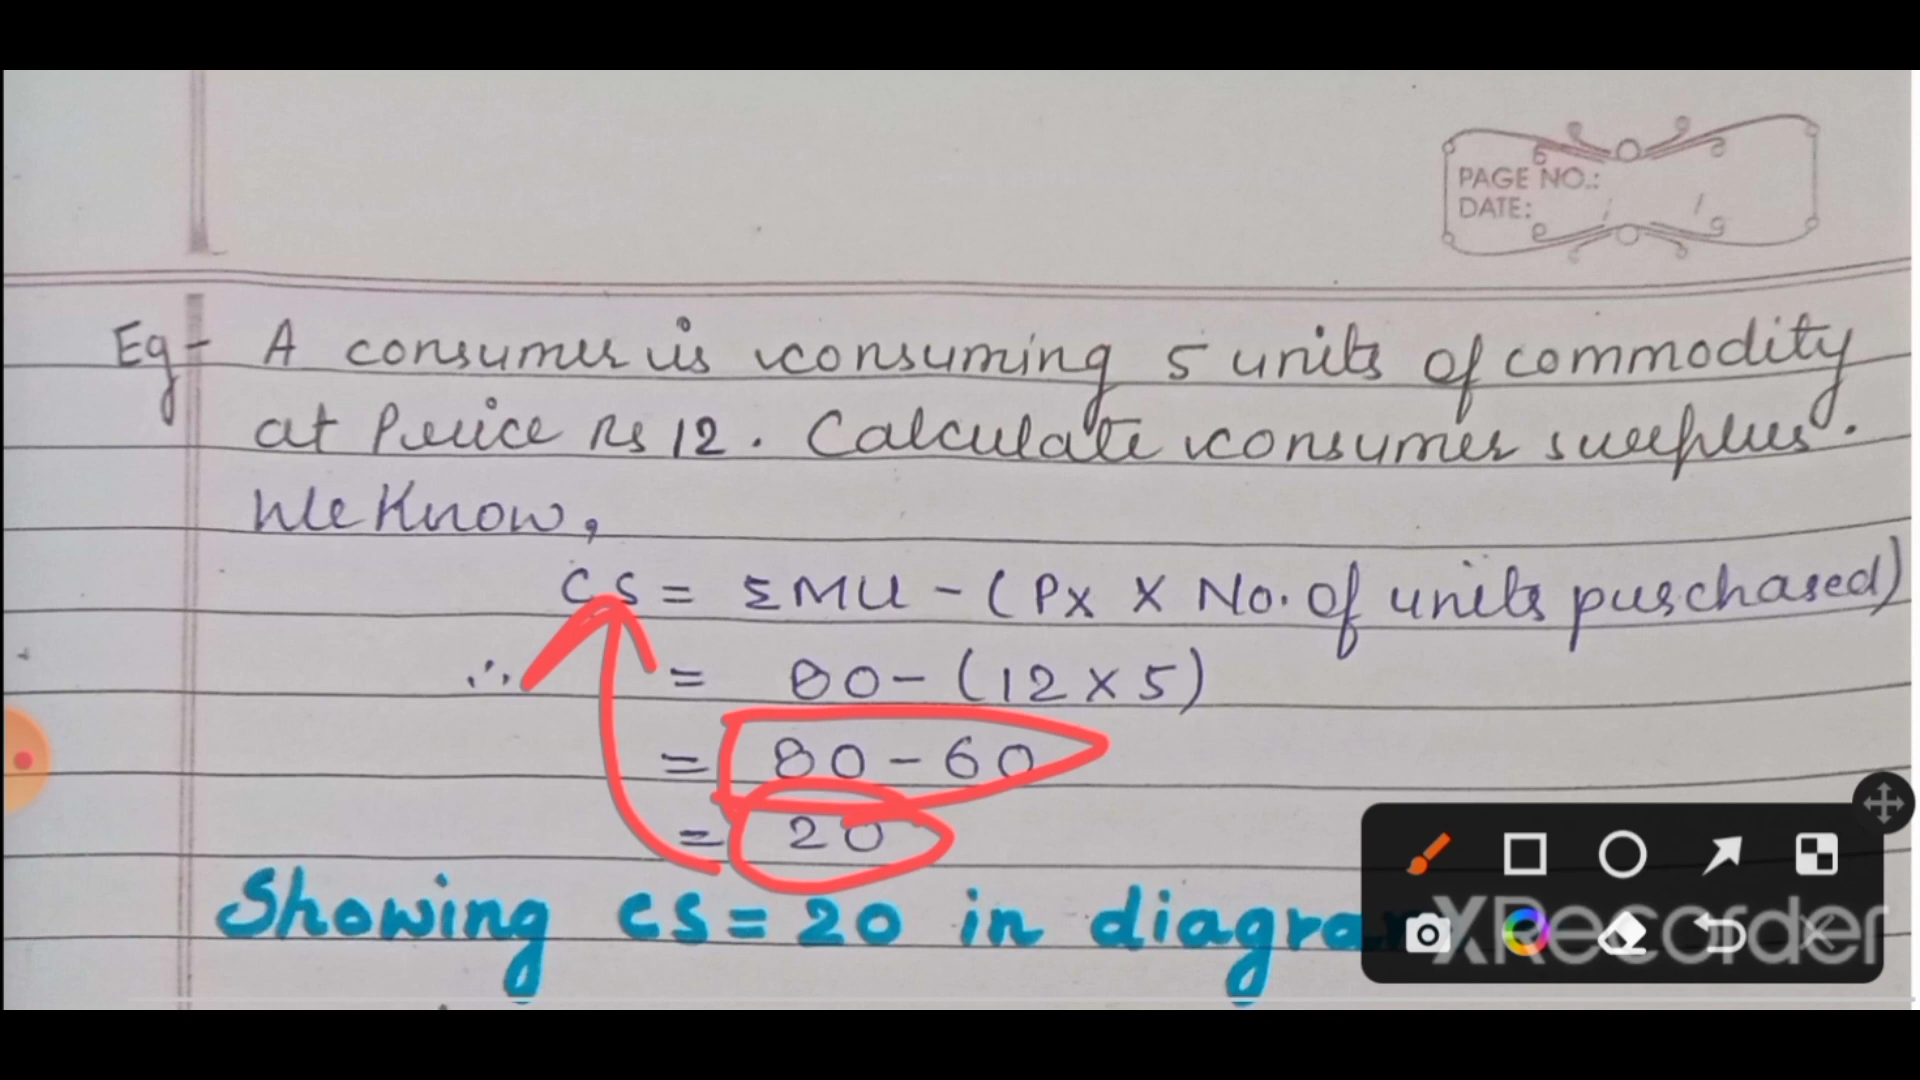 PAGE NO.:
DATE: / /
Eg - A consumer is consuming 5 units of commodity
at Price Rs 12. Calculate consumer surplus.
We Know,
CS = ΣMU - (Px X No. of units purchased)
∴ = 80 - (12 x 5)
= 80 - 60
= 20
Showing CS = 20 in diagram
XRecorder